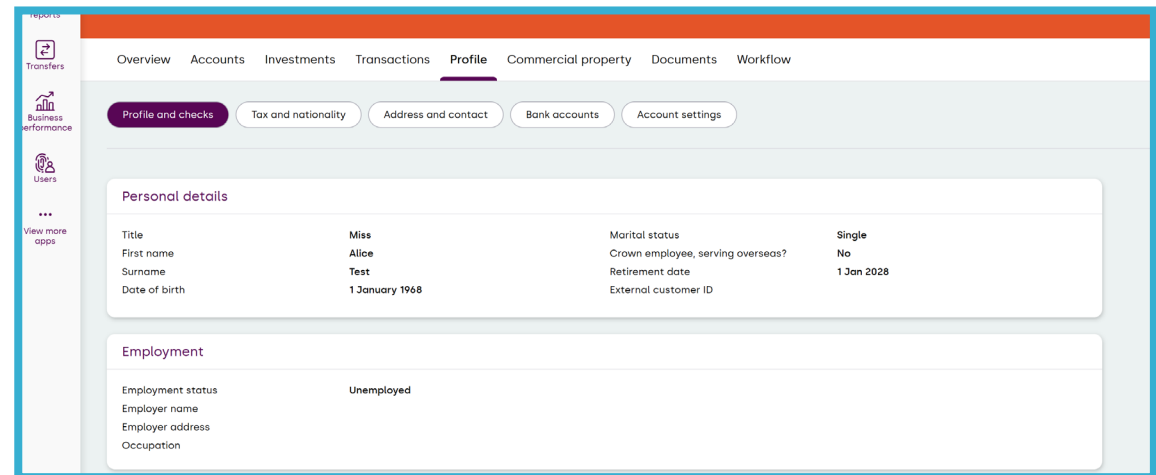 reports
Transfers
Business
performance
Users
View more
apps
Overview Accounts Investments Transactions Profile Commercial property Documents Workflow
Profile and checks Tax and nationality Address and contact Bank accounts Account settings
Personal details
Title Miss Marital status Single
First name Alice Crown employee, serving overseas? No
Surname Test Retirement date 1 Jan 2028
Date of birth 1 January 1968 External customer ID
Employment
Employment status Unemployed
Employer name
Employer address
Occupation